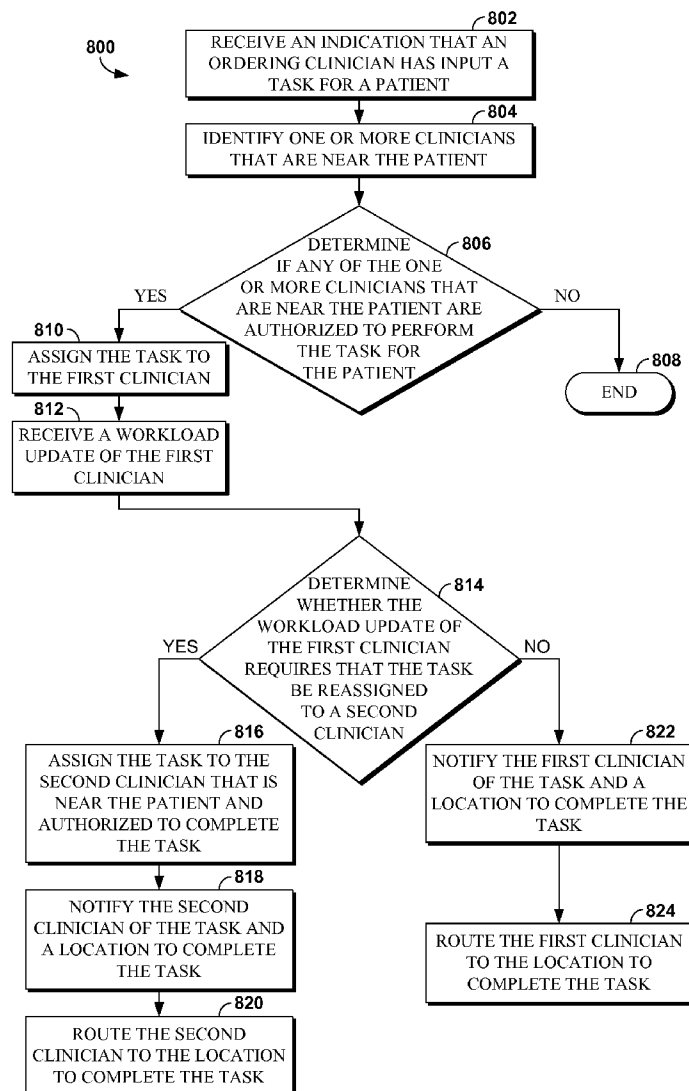 800
802
RECEIVE AN INDICATION THAT AN
ORDERING CLINICIAN HAS INPUT A
TASK FOR A PATIENT
804
IDENTIFY ONE OR MORE CLINICIANS
THAT ARE NEAR THE PATIENT
806
DETERMINE
IF ANY OF THE ONE
OR MORE CLINICIANS THAT
ARE NEAR THE PATIENT ARE
AUTHORIZED TO PERFORM
THE TASK FOR
THE PATIENT
YES
NO
808
END
810
ASSIGN THE TASK TO
THE FIRST CLINICIAN
812
RECEIVE A WORKLOAD
UPDATE OF THE FIRST
CLINICIAN
814
DETERMINE
WHETHER THE
WORKLOAD UPDATE OF
THE FIRST CLINICIAN
REQUIRES THAT THE TASK
BE REASSIGNED
TO A SECOND
CLINICIAN
YES
NO
816
ASSIGN THE TASK TO THE
SECOND CLINICIAN THAT IS
NEAR THE PATIENT AND
AUTHORIZED TO COMPLETE
THE TASK
818
NOTIFY THE SECOND
CLINICIAN OF THE TASK AND
A LOCATION TO COMPLETE
THE TASK
820
ROUTE THE SECOND
CLINICIAN TO THE LOCATION
TO COMPLETE THE TASK
822
NOTIFY THE FIRST CLINICIAN
OF THE TASK AND A
LOCATION TO COMPLETE THE
TASK
824
ROUTE THE FIRST CLINICIAN
TO THE LOCATION TO
COMPLETE THE TASK